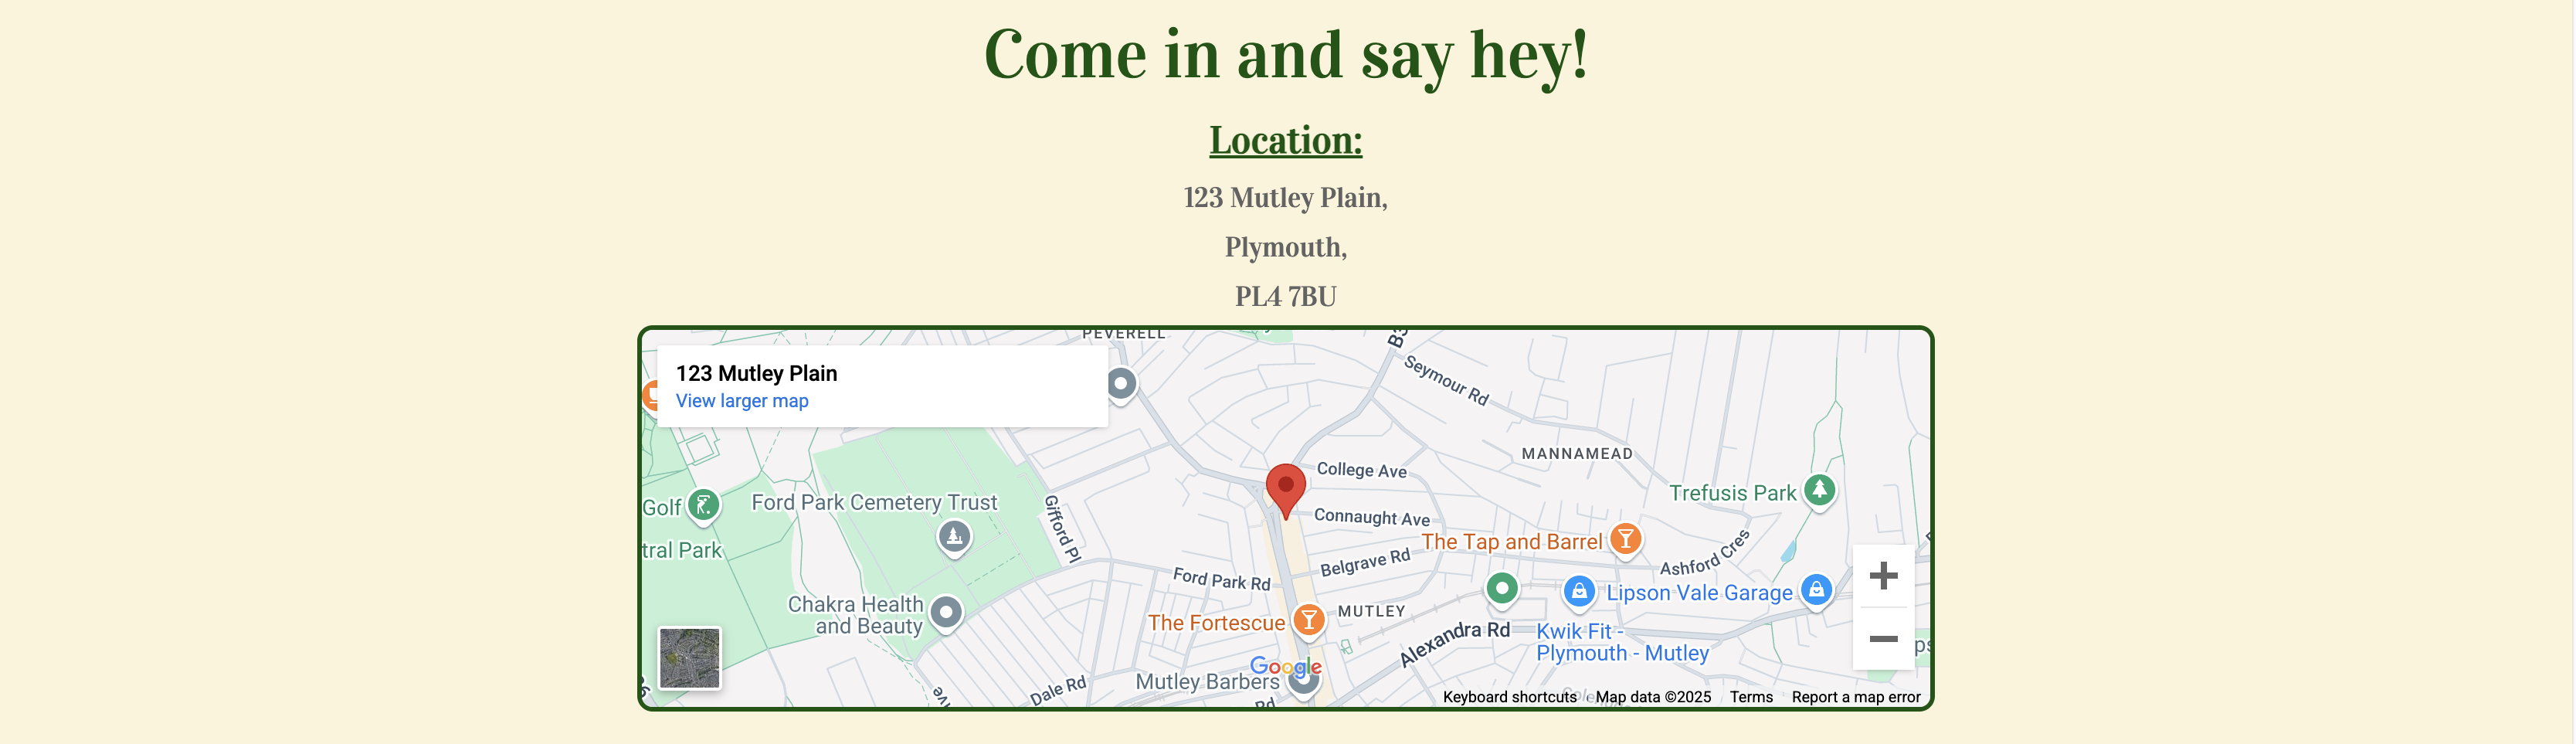 Come in and say hey!
Location:
123 Mutley Plain,
Plymouth,
PL4 7BU
PEVERELL
123 Mutley Plain
View larger map
Seymour Rd
MANNAMEAD
College Ave
Trefusis Park
Golf
Ford Park Cemetery Trust
Gifford Pl
Connaught Ave
tral Park
The Tap and Barrel
Ashford Cres
Belgrave Rd
Ford Park Rd
Lipson Vale Garage
Chakra Health
and Beauty
MUTLEY
The Fortescue
Alexandra Rd
Kwik Fit -
Plymouth - Mutley
Google
Mutley Barbers
Dale Rd
Rd
Keyboard shortcuts
Map data ©2025
Terms
Report a map error